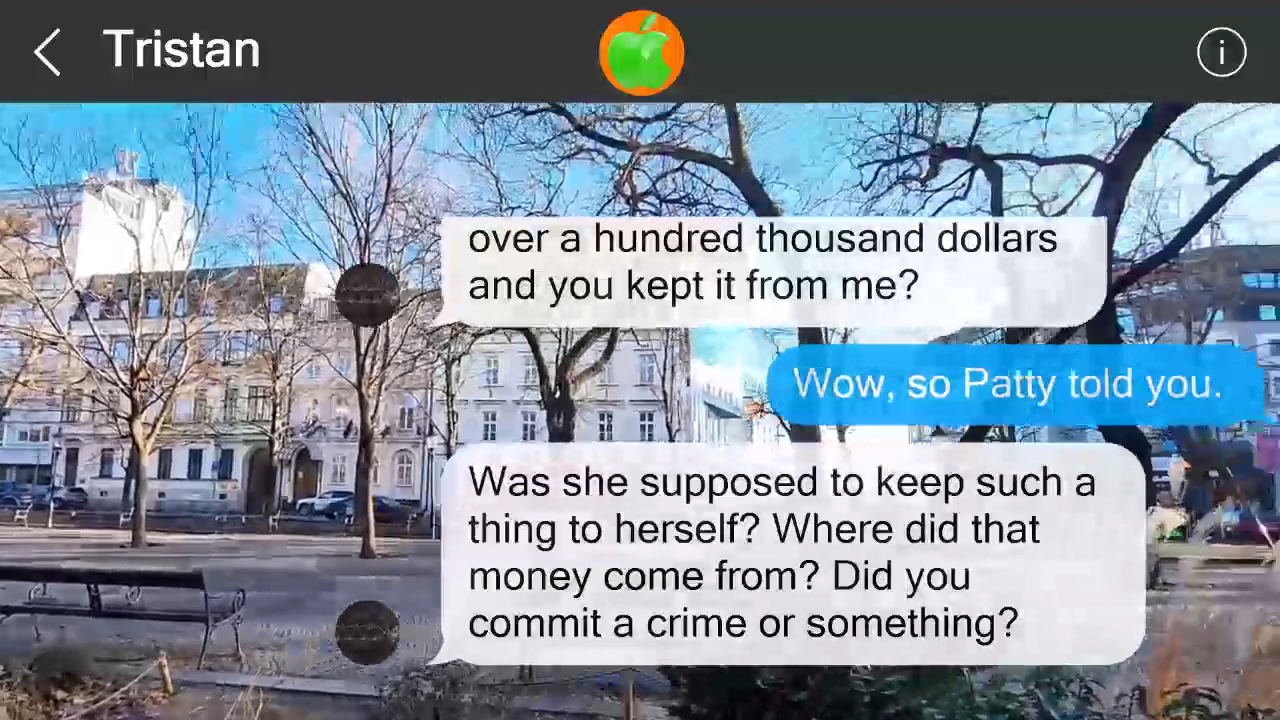 Tristan
over a hundred thousand dollars
and you kept it from me?
Wow, so Patty told you.
Was she supposed to keep such a
thing to herself? Where did that
money come from? Did you
commit a crime or something?